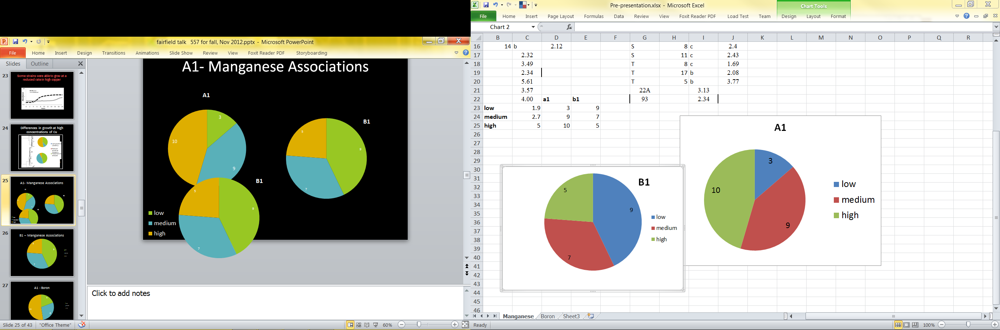 fairfield talk 557 for fall, Nov 2012.pptx - Microsoft PowerPoint
File Home Insert Design Transitions Animations Slide Show Review View Foxit Reader PDF Storyboarding
Slides Outline
23
Some strains were able to grow at a
reduced rate in high copper
24
Differences in growth at high
concentrations of Cu
25
A1- Manganese Associations
26
B1 – Manganese Associations
27
A1 - Boron
A1- Manganese Associations
A1
3
10
9
B1
5
9
7
B1
5
9
7
low
medium
high
Click to add notes
Slide 25 of 43 "Office Theme" 60%
Pre-presentation.xlsx - Microsoft Excel
Chart Tools
File Home Insert Page Layout Formulas Data Review View Foxit Reader PDF Load Test Team Design Layout Format
Chart 2 fx
B C D E F G H I J K L M N O P Q R
16 14 b 2.12 S 8 c 2.4
17 2.32 S 11 c 2.43
18 3.49 T 8 c 1.69
19 2.34 T 17 b 2.08
20 5.61 T 5 b 3.77
21 3.57 22A 3.13
22 4.00 a1 b1 93 2.34
23 low 1.9 3 9
24 medium 2.7 9 7
25 high 5 10 5
26
27
28
29
30
31
32
33
34
35
36
37
38
39
40
41
42
43
44
45
46
A1
3
10
9
low
medium
high
B1
5
9
7
low
medium
high
Manganese Boron Sheet3
Ready 100%